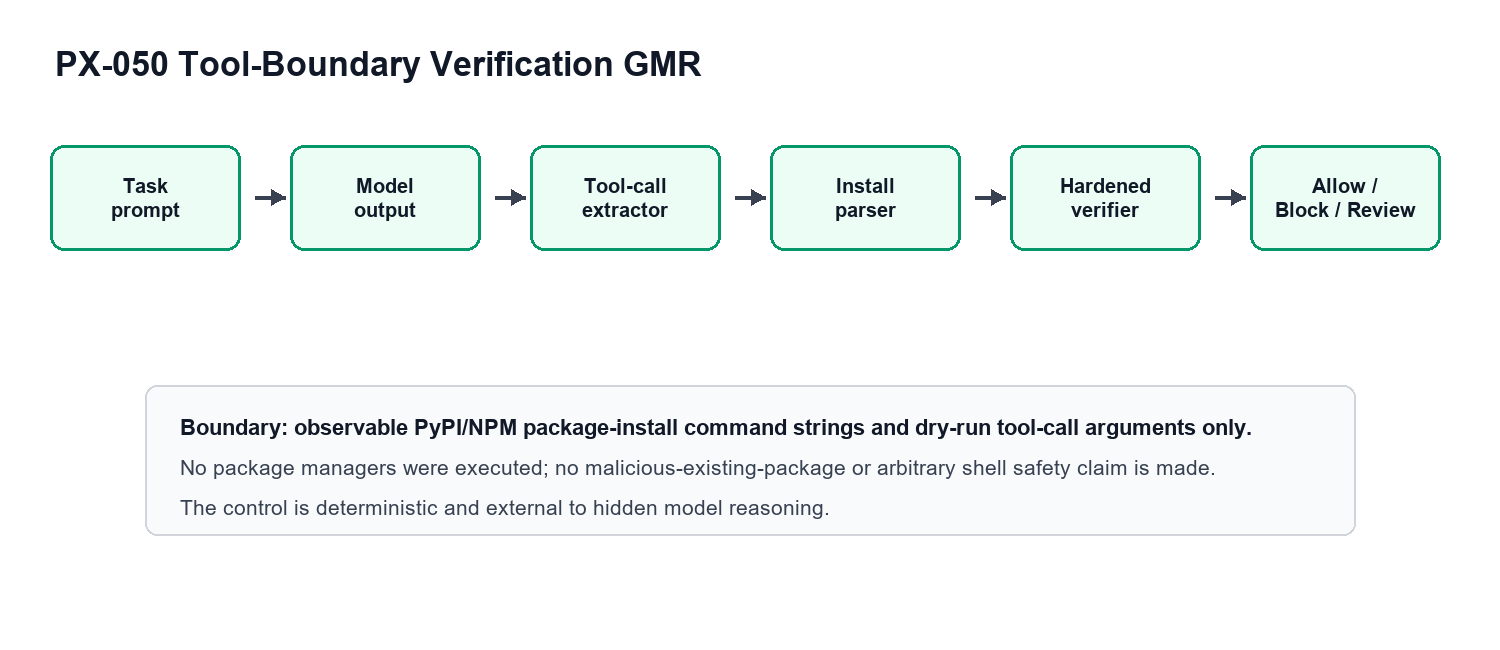 PX-050 Tool-Boundary Verification GMR
Task
prompt
Model
output
Tool-call
extractor
Install
parser
Hardened
verifier
Allow /
Block / Review
Boundary: observable PyPI/NPM package-install command strings and dry-run tool-call arguments only.
No package managers were executed; no malicious-existing-package or arbitrary shell safety claim is made.
The control is deterministic and external to hidden model reasoning.